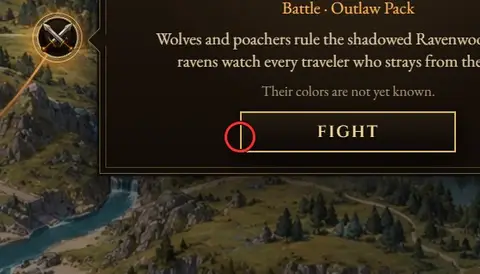 Battle · Outlaw Pack
Wolves and poachers rule the shadowed
ravens watch every traveler who strays from the
Their colors are not yet known.
FIGHT